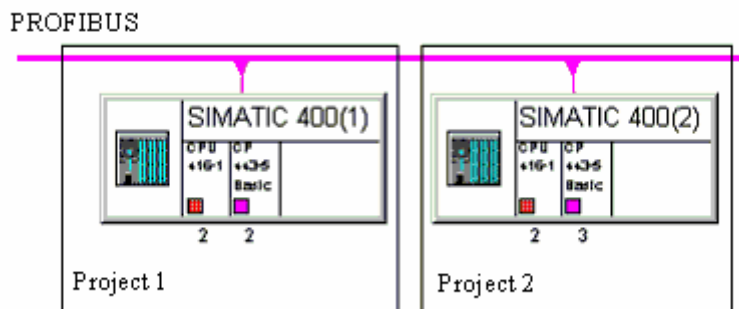 PROFIBUS
SIMATIC 400(1)
CPU
416-1
CP
443-5
Basic
2
2
Project 1
SIMATIC 400(2)
CPU
416-1
CP
443-5
Basic
2
3
Project 2